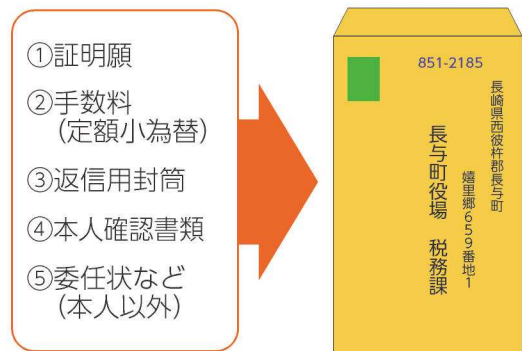 ①証明願
②手数料
(定額小為替)
③返信用封筒
④本人確認書類
⑤委任状など
(本人以外)
851-2185
長崎県西彼杵郡長与町
嬉里郷659番地1
長与町役場 税務課